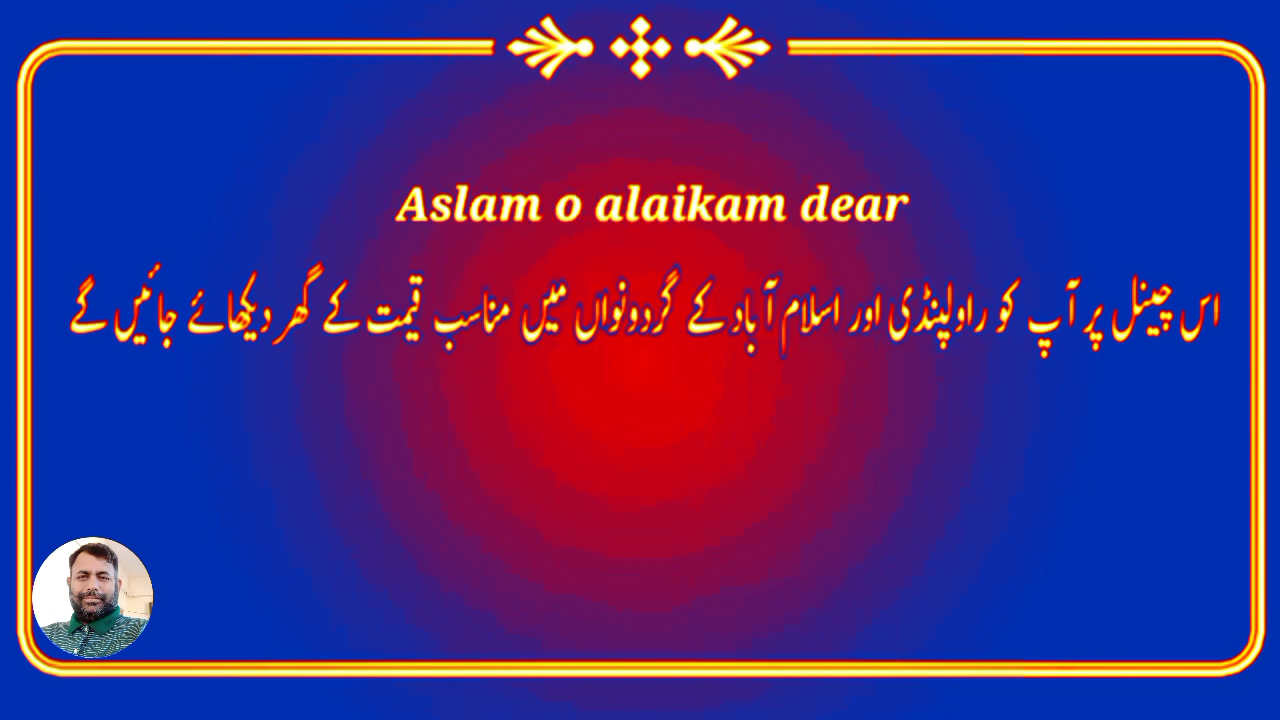 Aslam o alaikam dear
اس چینل پر آپ کو راولپنڈی اور اسلام آباد کے گردونواں میں مناسب قیمت کے گھر دیکھائے جائیں گے